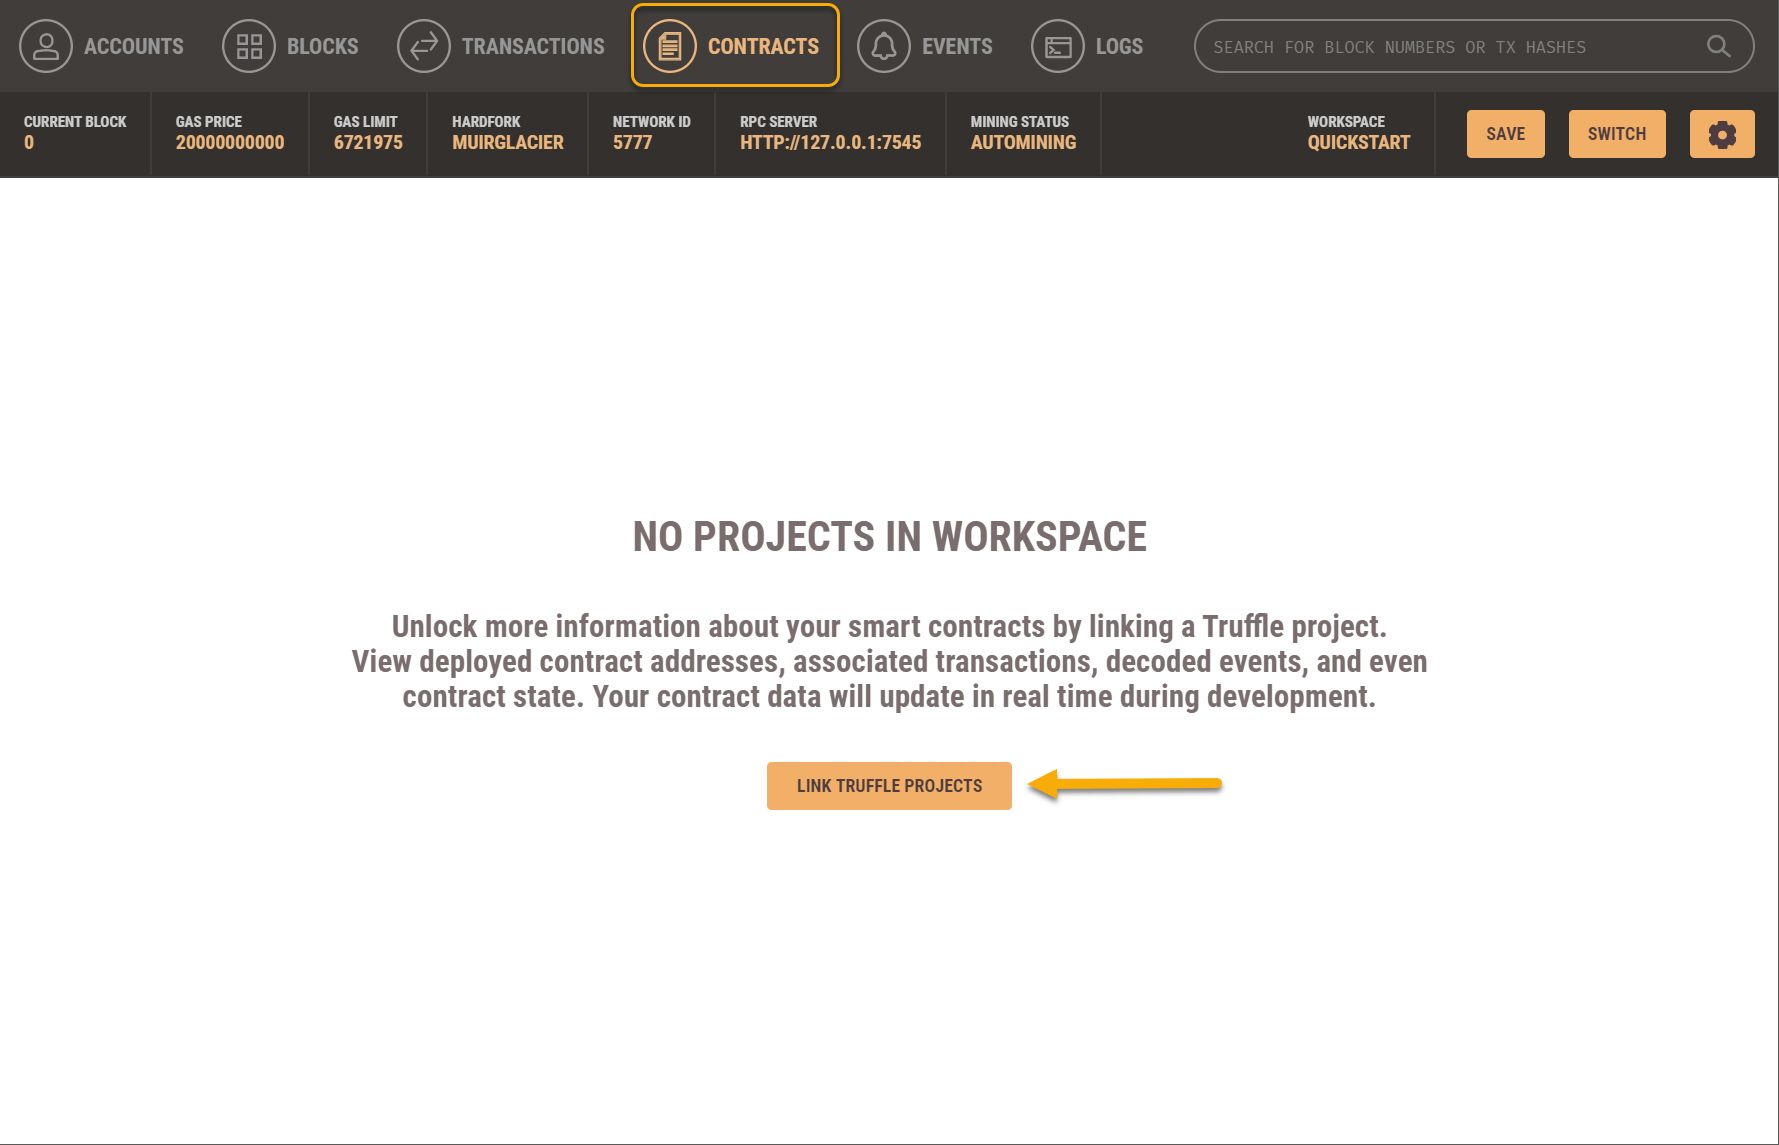 ACCOUNTS BLOCKS TRANSACTIONS CONTRACTS EVENTS LOGS SEARCH FOR BLOCK NUMBERS OR TX HASHES
CURRENT BLOCK GAS PRICE GAS LIMIT HARDFORK NETWORK ID RPC SERVER MINING STATUS WORKSPACE
0 20000000000 6721975 MUIRGLACIER 5777 HTTP://127.0.0.1:7545 AUTOMINING QUICKSTART
SAVE SWITCH
NO PROJECTS IN WORKSPACE
Unlock more information about your smart contracts by linking a Truffle project.
View deployed contract addresses, associated transactions, decoded events, and even
contract state. Your contract data will update in real time during development.
LINK TRUFFLE PROJECTS